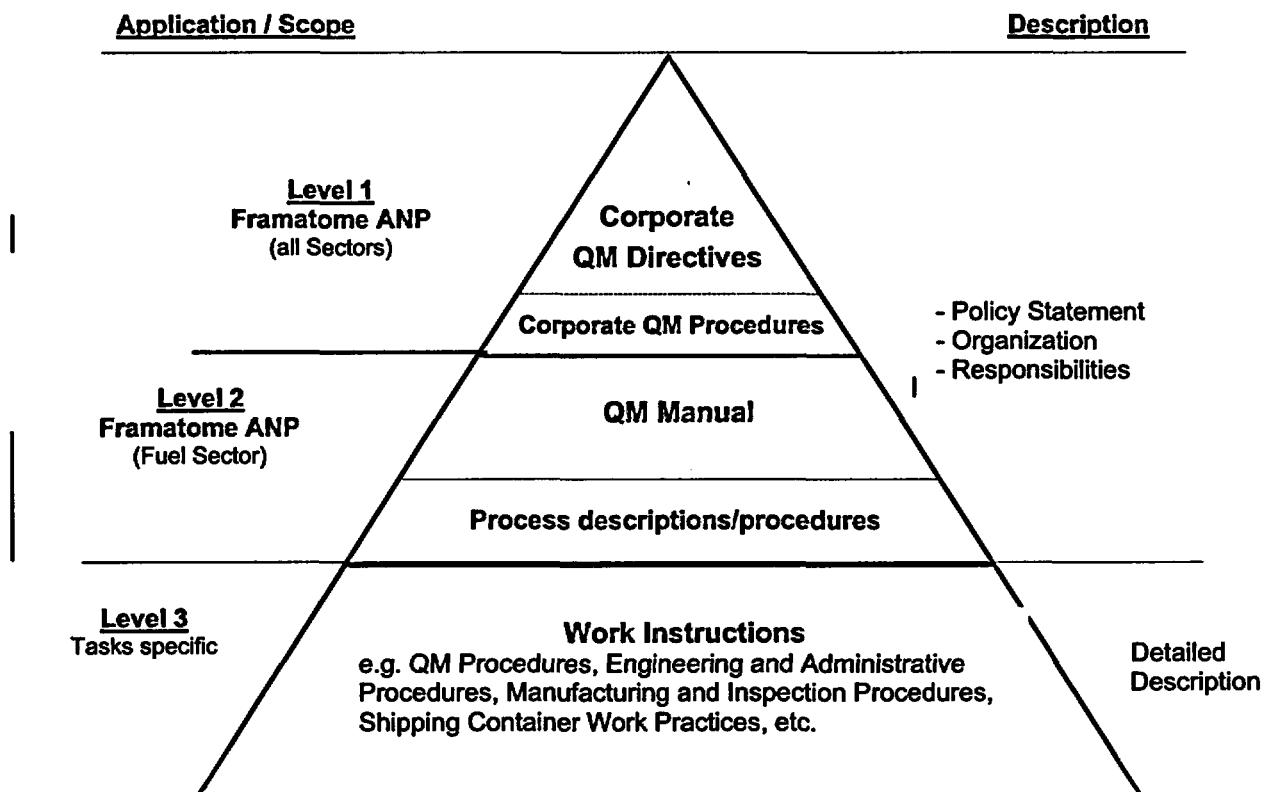 Application / Scope
Description
Level 1
Framatome ANP
(all Sectors)
Corporate
QM Directives
Corporate QM Procedures
- Policy Statement
- Organization
- Responsibilities
Level 2
Framatome ANP
(Fuel Sector)
QM Manual
Process descriptions/procedures
Level 3
Tasks specific
Work Instructions
e.g. QM Procedures, Engineering and Administrative
Procedures, Manufacturing and Inspection Procedures,
Shipping Container Work Practices, etc.
Detailed
Description